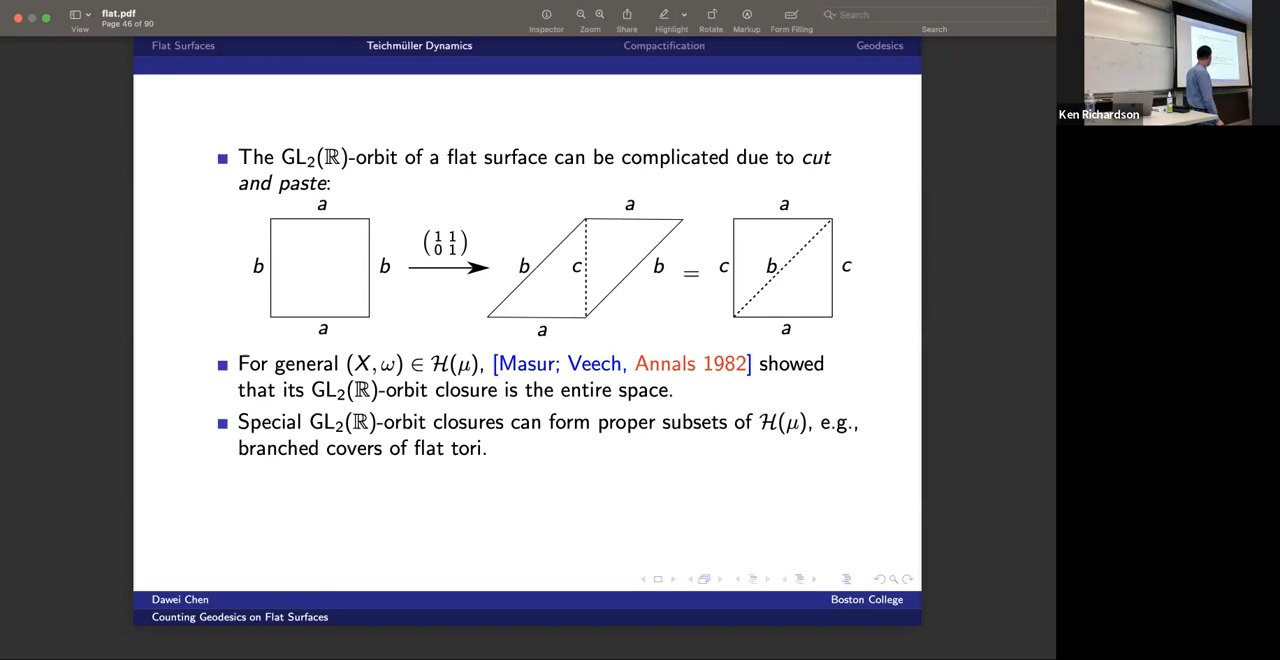 flat.pdf
Page 46 of 90
View
Inspector
Zoom
Share
Highlight
Rotate
Markup
Form Filling
Search
Search
Flat Surfaces
Teichmüller Dynamics
Compactification
Geodesics
The GL₂(ℝ)-orbit of a flat surface can be complicated due to cut
and paste:
a a a
b b (1 1 0 1) b c b = c b c
a a a
For general (X, ω) ∈ ℋ(μ), [Masur; Veech, Annals 1982] showed
that its GL₂(ℝ)-orbit closure is the entire space.
Special GL₂(ℝ)-orbit closures can form proper subsets of ℋ(μ), e.g.,
branched covers of flat tori.
Dawei Chen
Boston College
Counting Geodesics on Flat Surfaces
Ken Richardson